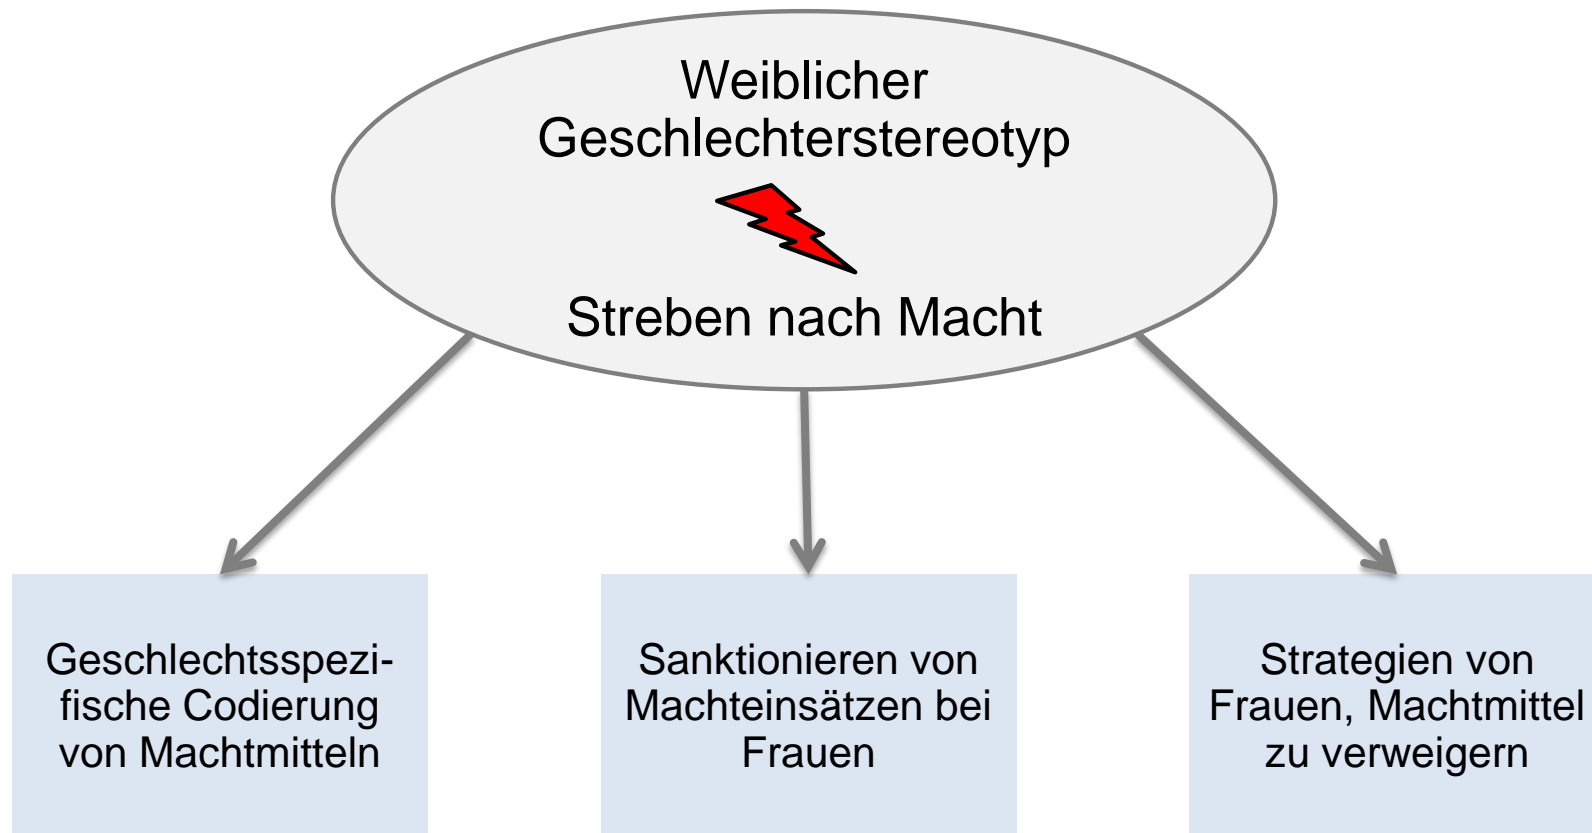 Weiblicher
Geschlechterstereotyp
Streben nach Macht
Geschlechtsspezi-
fische Codierung
von Machtmitteln
Sanktionieren von
Machteinsätzen bei
Frauen
Strategien von
Frauen, Machtmittel
zu verweigern